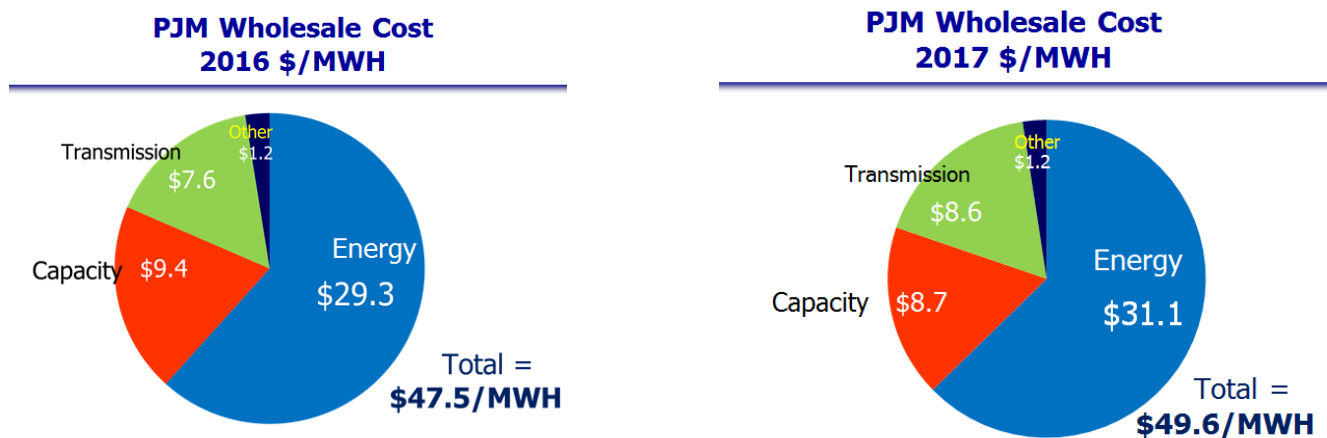 PJM Wholesale Cost
2016 $/MWH
Other
$1.2
Transmission
$7.6
Energy
$29.3
Capacity
$9.4
Total =
$47.5/MWH
PJM Wholesale Cost
2017 $/MWH
Other
$1.2
Transmission
$8.6
Energy
$31.1
Capacity
$8.7
Total =
$49.6/MWH